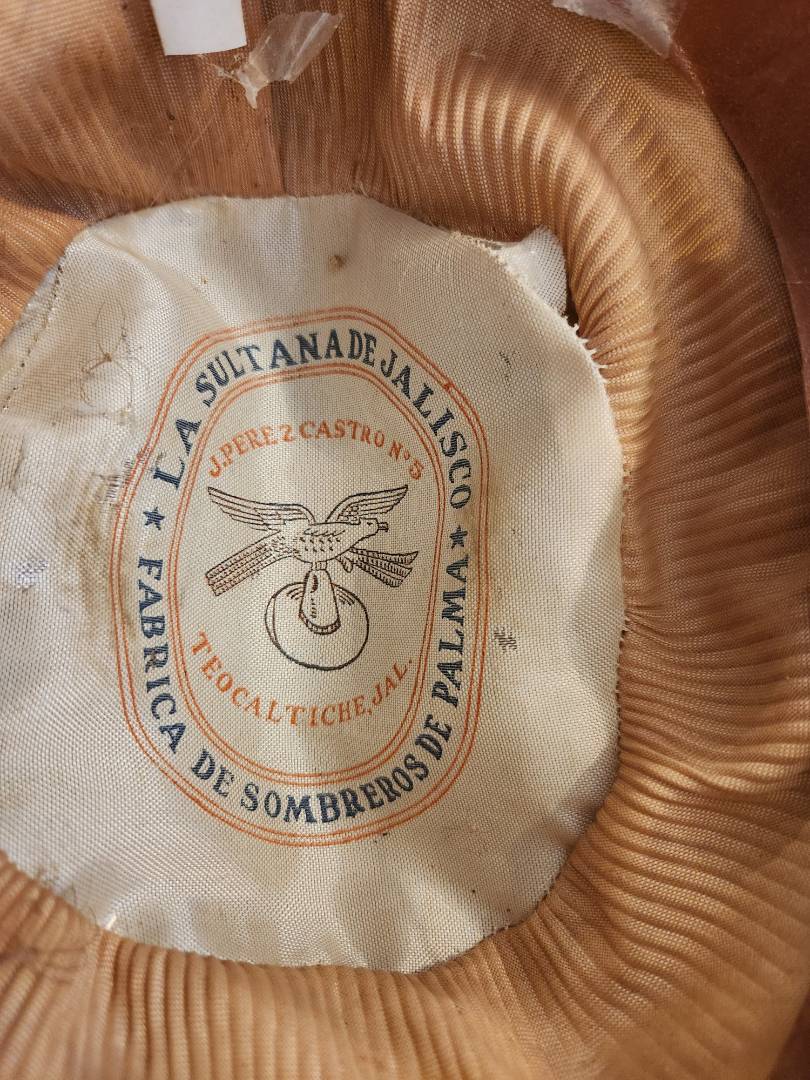 LA SULTANA DE JALISCO
J. PEREZ CASTRO Nº 5
TEOCALTICHE, JAL.
★ FABRICA DE SOMBREROS DE PALMA ★